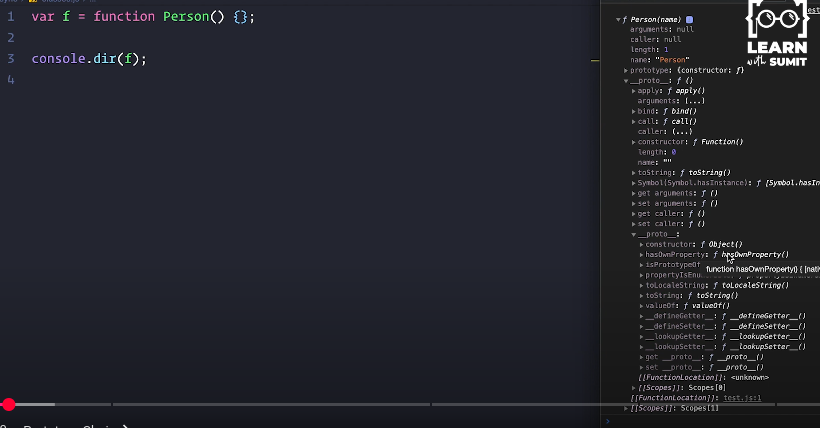 1 var f = function Person() {};
2
3 console.dir(f);
4
LEARN
with SUMIT
▼ f Person(name)
arguments: null
caller: null
length: 1
name: "Person"
▶ prototype: {constructor: f}
▼ __proto__: f ()
▶ apply: f apply()
arguments: (...)
▶ bind: f bind()
▶ call: f call()
caller: (...)
▶ constructor: f Function()
length: 0
name: ""
▶ toString: f toString()
▶ Symbol(Symbol.hasInstance): f [Symbol.hasIn
▶ get arguments: f ()
▶ set arguments: f ()
▶ get caller: f ()
▶ set caller: f ()
▼ __proto__:
▶ constructor: f Object()
▶ hasOwnProperty: f hasOwnProperty()
▶ isPrototypeOf
function hasOwnProperty() { [nati
▶ propertyIsEnu
▶ toLocaleString: f toLocaleString()
▶ toString: f toString()
▶ valueOf: f valueOf()
▶ __defineGetter__: f __defineGetter__()
▶ __defineSetter__: f __defineSetter__()
▶ __lookupGetter__: f __lookupGetter__()
▶ __lookupSetter__: f __lookupSetter__()
▶ get __proto__: f __proto__()
▶ set __proto__: f __proto__()
[[FunctionLocation]]: <unknown>
▶ [[Scopes]]: Scopes[0]
[[FunctionLocation]]: test.js:1
▶ [[Scopes]]: Scopes[1]
>